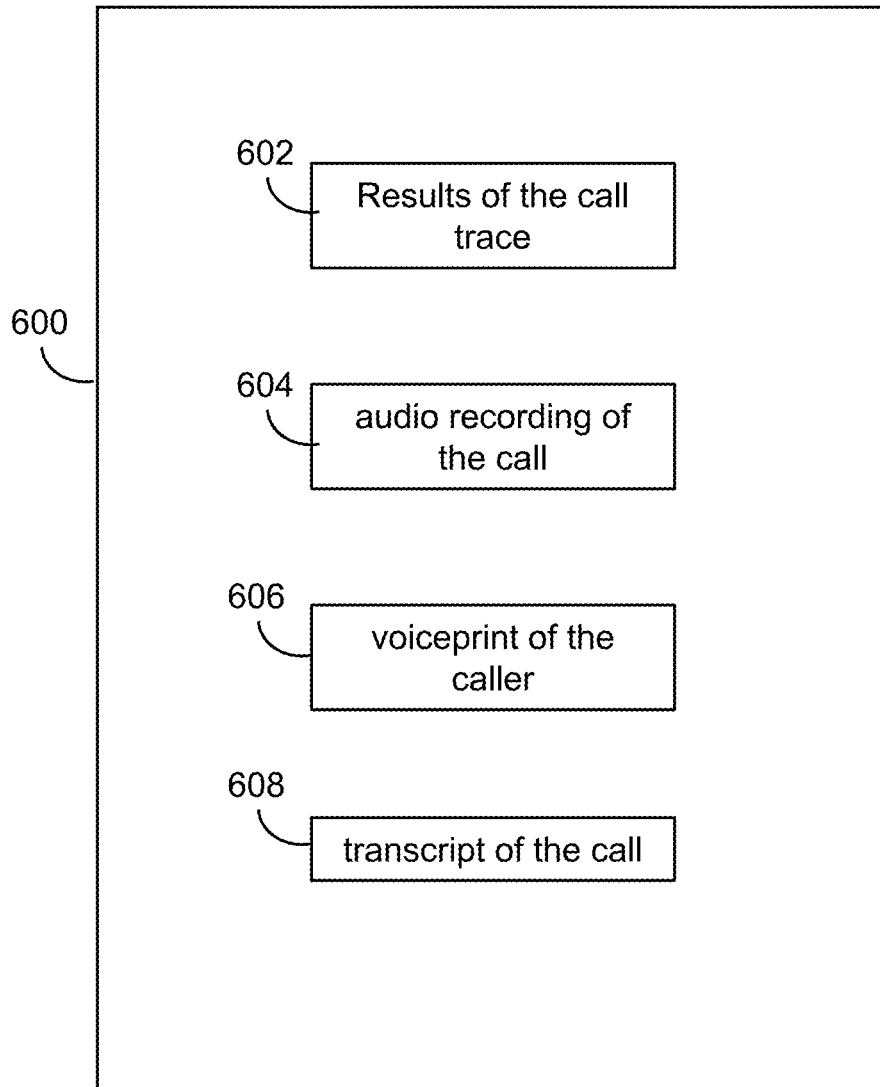 602
Results of the call
trace
600
604
audio recording of
the call
606
voiceprint of the
caller
608
transcript of the call